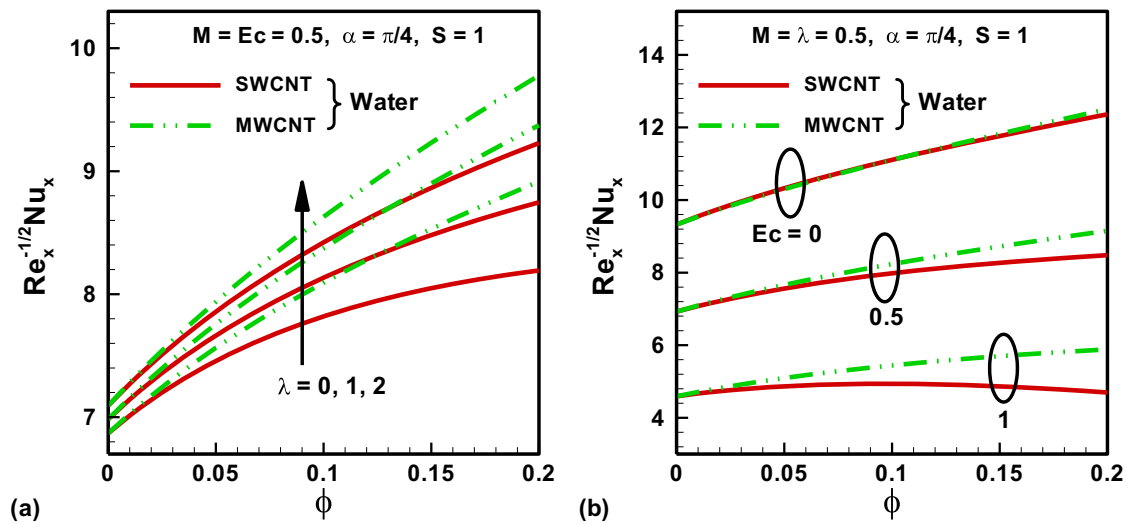 M = Ec = 0.5, α = π/4, S = 1
SWCNT
MWCNT
Water
λ = 0, 1, 2
10
9
8
7
0
0.05
0.1
0.15
0.2
Re_x^{-1/2}Nu_x
ϕ
(a)
M = λ = 0.5, α = π/4, S = 1
SWCNT
MWCNT
Water
Ec = 0
0.5
1
14
12
10
8
6
4
0
0.05
0.1
0.15
0.2
Re_x^{-1/2}Nu_x
ϕ
(b)